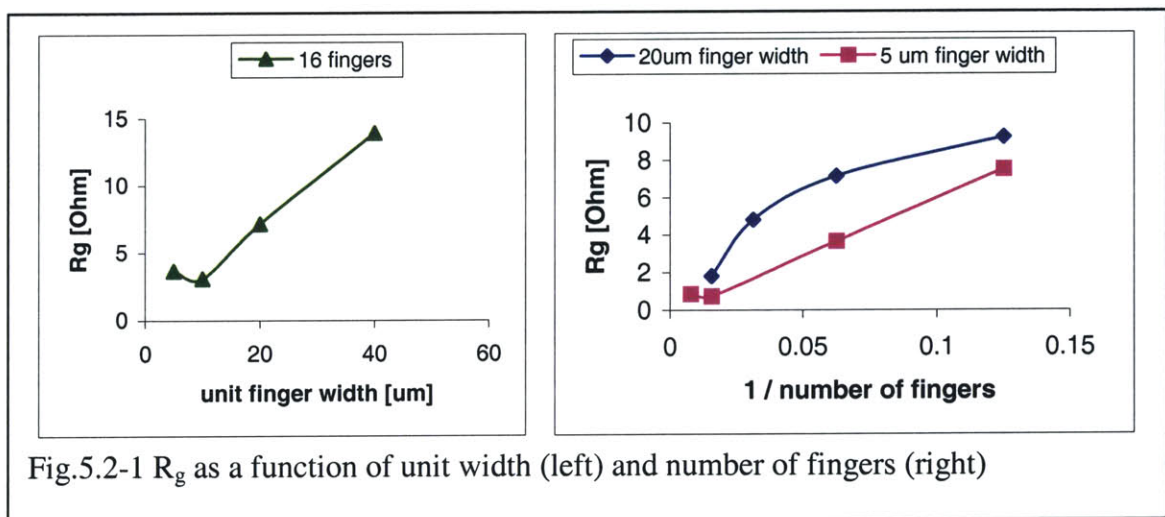 16 fingers
15
10
5
0
Rg [Ohm]
0 20 40 60
unit finger width [um]
20um finger width 5 um finger width
10
8
6
4
2
0
Rg [Ohm]
0 0.05 0.1 0.15
1 / number of fingers
Fig.5.2-1 Rg as a function of unit width (left) and number of fingers (right)